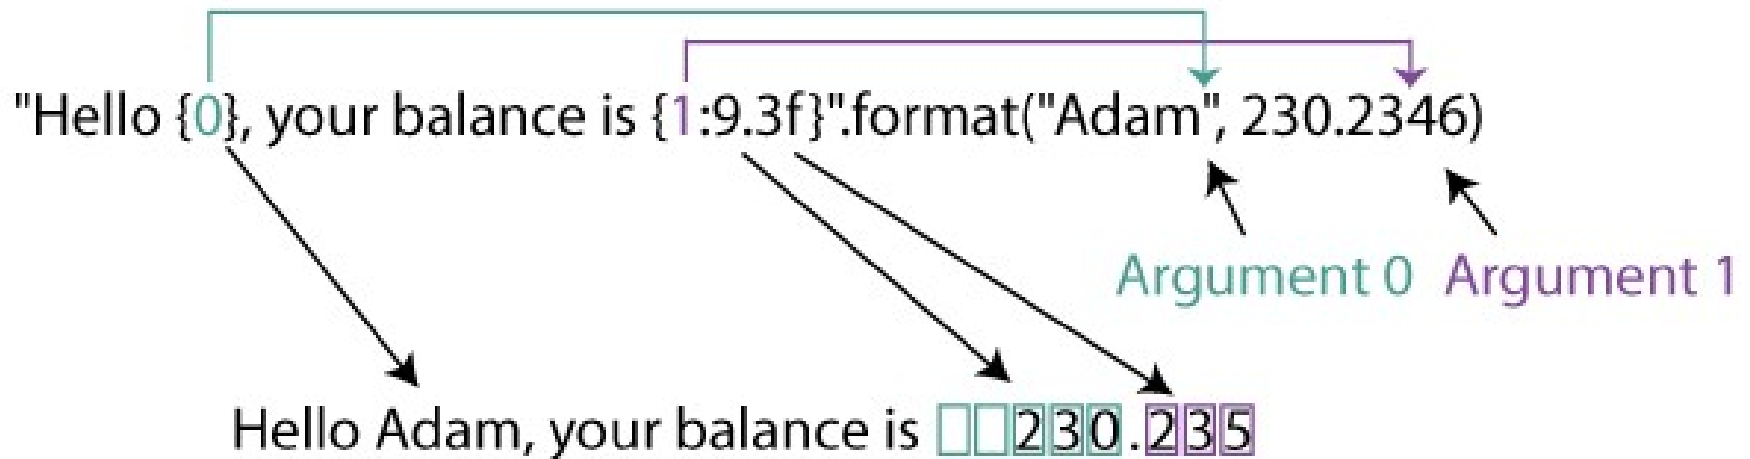 "Hello {0}, your balance is {1:9.3f}".format("Adam", 230.2346)
Argument 0 Argument 1
Hello Adam, your balance is   230.235